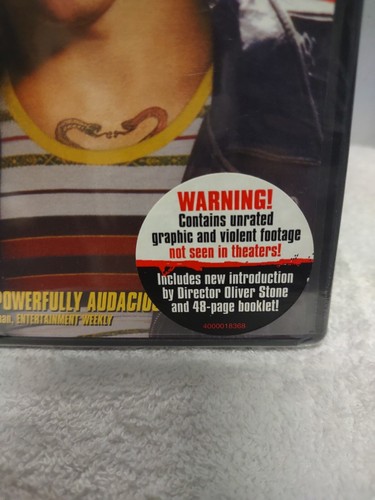 WARNING!
Contains unrated
graphic and violent footage
not seen in theaters!
Includes new introduction
by Director Oliver Stone
and 48-page booklet!
4000018368
POWERFULLY AUDACIO
ENTERTAINMENT WEEKLY